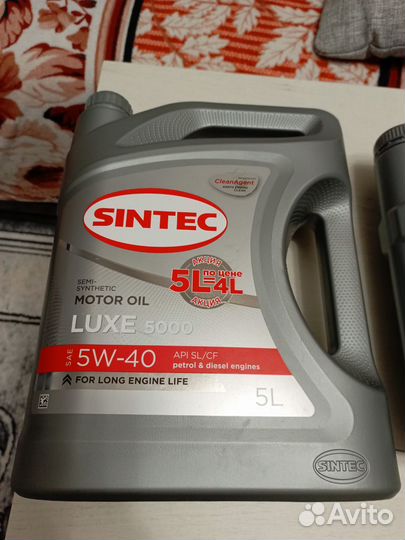 CleanAgent
SINTEC
SEMI-
SYNTHETIC
MOTOR OIL
АКЦИЯ
5L по цене =4L
АКЦИЯ
LUXE 5000
SAE 5W-40
API SL/CF
petrol & diesel engines
FOR LONG ENGINE LIFE
5L
SINTEC
Avito